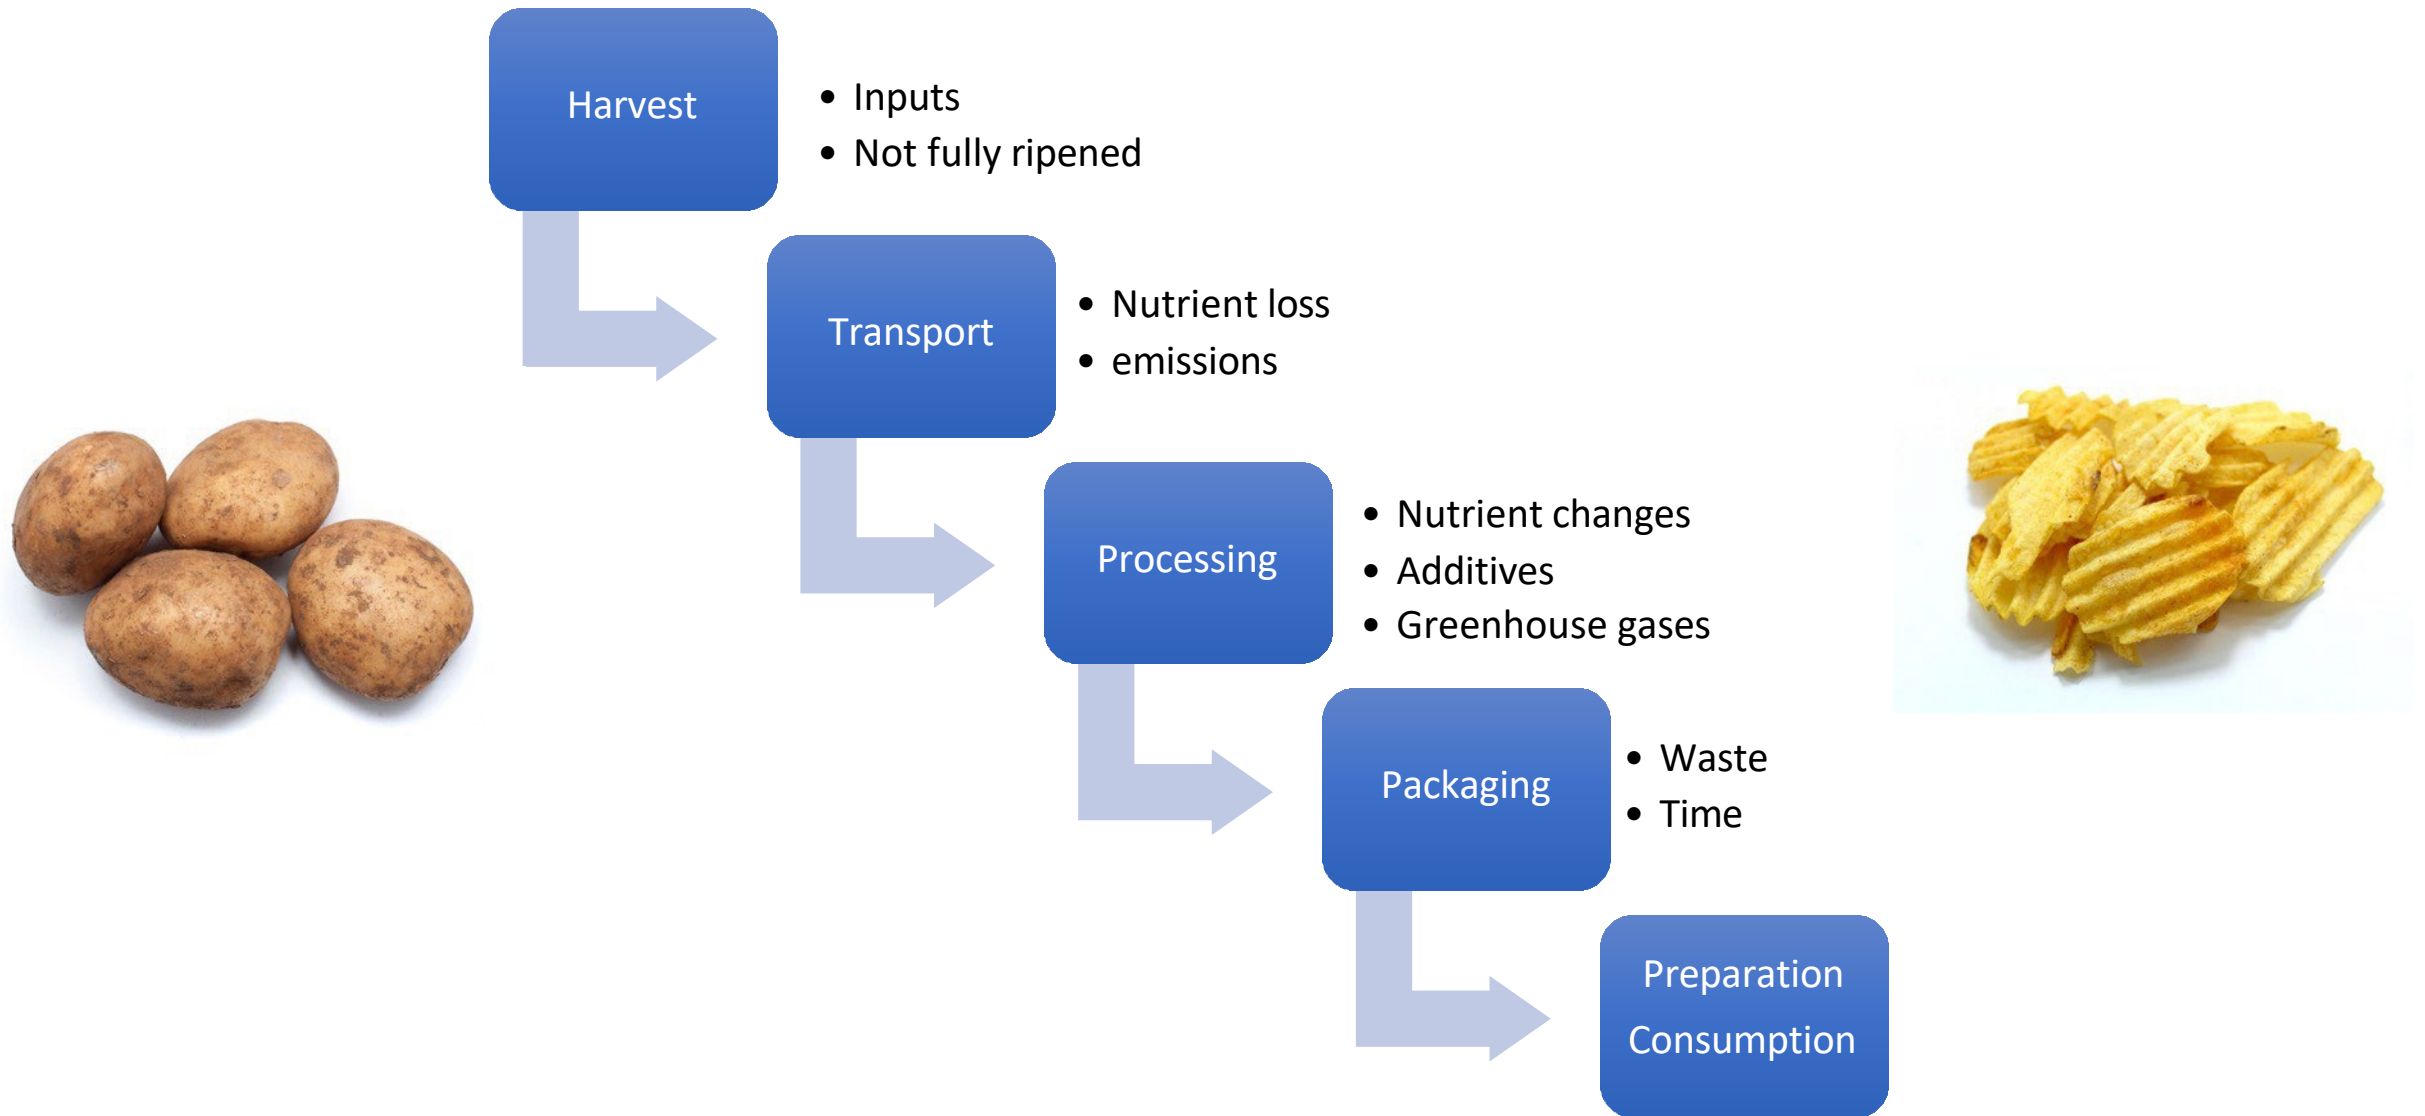 Harvest
• Inputs
• Not fully ripened
Transport
• Nutrient loss
• emissions
Processing
• Nutrient changes
• Additives
• Greenhouse gases
Packaging
• Waste
• Time
Preparation
Consumption